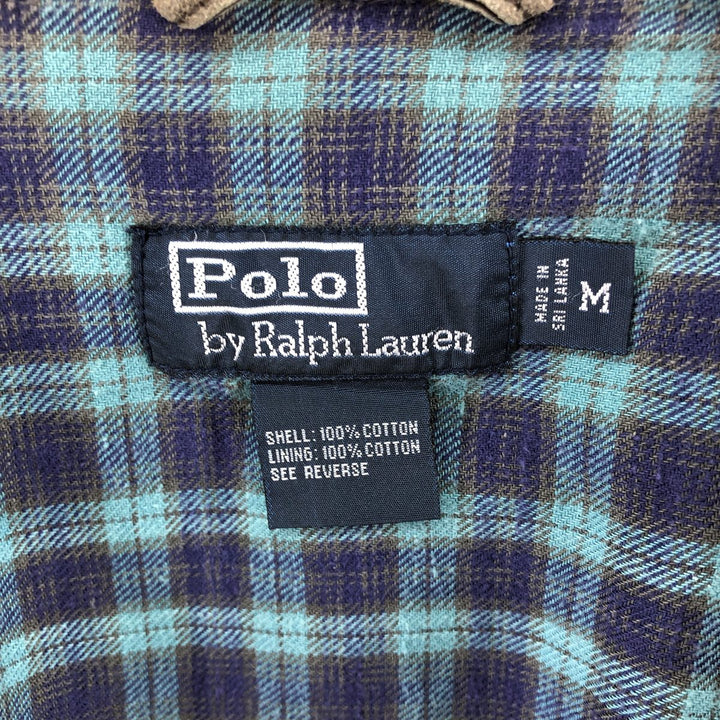 Polo
by Ralph Lauren
MADE IN
SRI LANKA
M
SHELL: 100% COTTON
LINING: 100% COTTON
SEE REVERSE